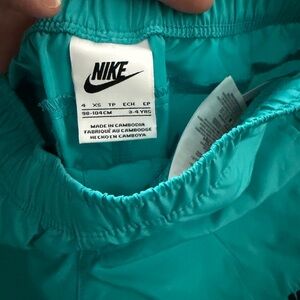 NIKE
4 XS TP ECH EP
98-104CM 3-4 YRS
MADE IN CAMBODIA
FABRIQUÉ AU CAMBODGE
HECHO EN CAMBOYA